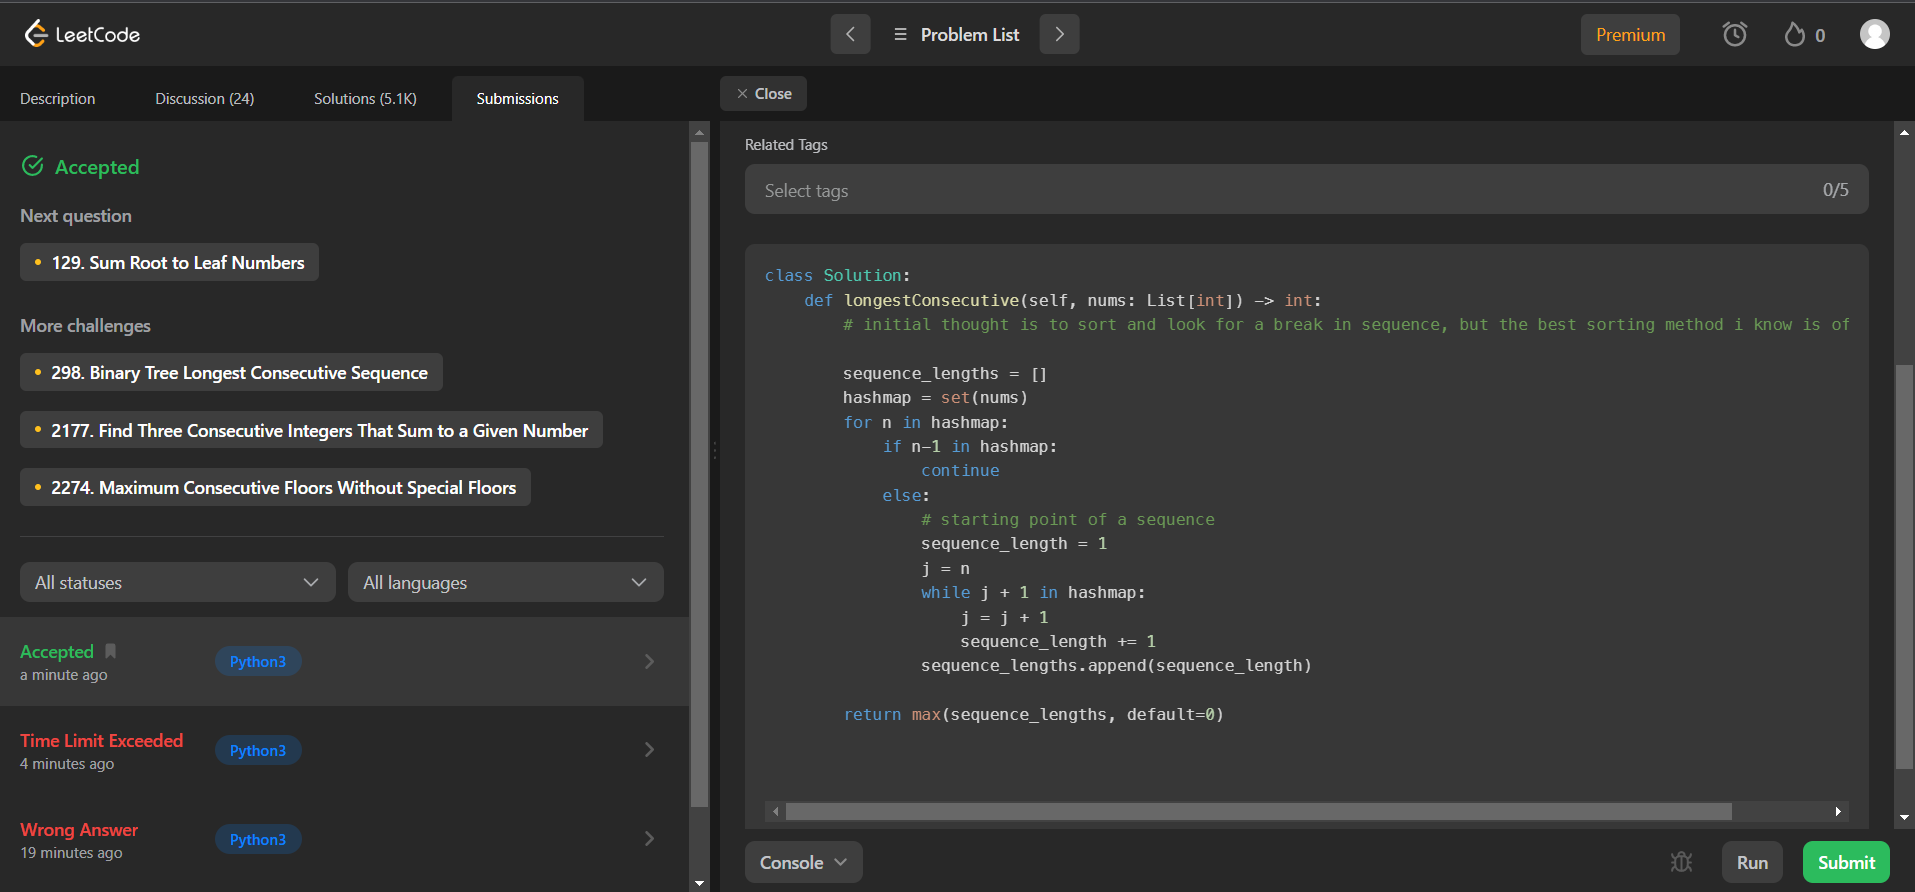 LeetCode
Problem List
Premium
0
Description
Discussion (24)
Solutions (5.1K)
Submissions
Close
Accepted
Next question
129. Sum Root to Leaf Numbers
More challenges
298. Binary Tree Longest Consecutive Sequence
2177. Find Three Consecutive Integers That Sum to a Given Number
2274. Maximum Consecutive Floors Without Special Floors
All statuses
All languages
Accepted
Python3
a minute ago
Time Limit Exceeded
Python3
4 minutes ago
Wrong Answer
Python3
19 minutes ago
Related Tags
Select tags
0/5
class Solution:
    def longestConsecutive(self, nums: List[int]) -> int:
        # initial thought is to sort and look for a break in sequence, but the best sorting method i know is of
        sequence_lengths = []
        hashmap = set(nums)
        for n in hashmap:
            if n-1 in hashmap:
                continue
            else:
                # starting point of a sequence
                sequence_length = 1
                j = n
                while j + 1 in hashmap:
                    j = j + 1
                    sequence_length += 1
                sequence_lengths.append(sequence_length)
        return max(sequence_lengths, default=0)
Console
Run
Submit